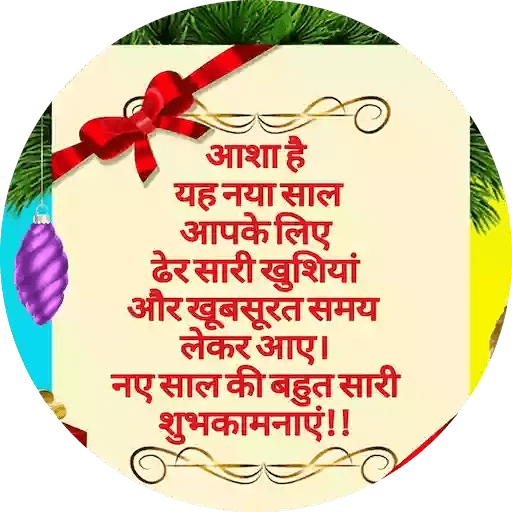 आशा है
यह नया साल
आपके लिए
ढेर सारी खुशियां
और खूबसूरत समय
लेकर आए।
नए साल की बहुत सारी
शुभकामनाएं!!